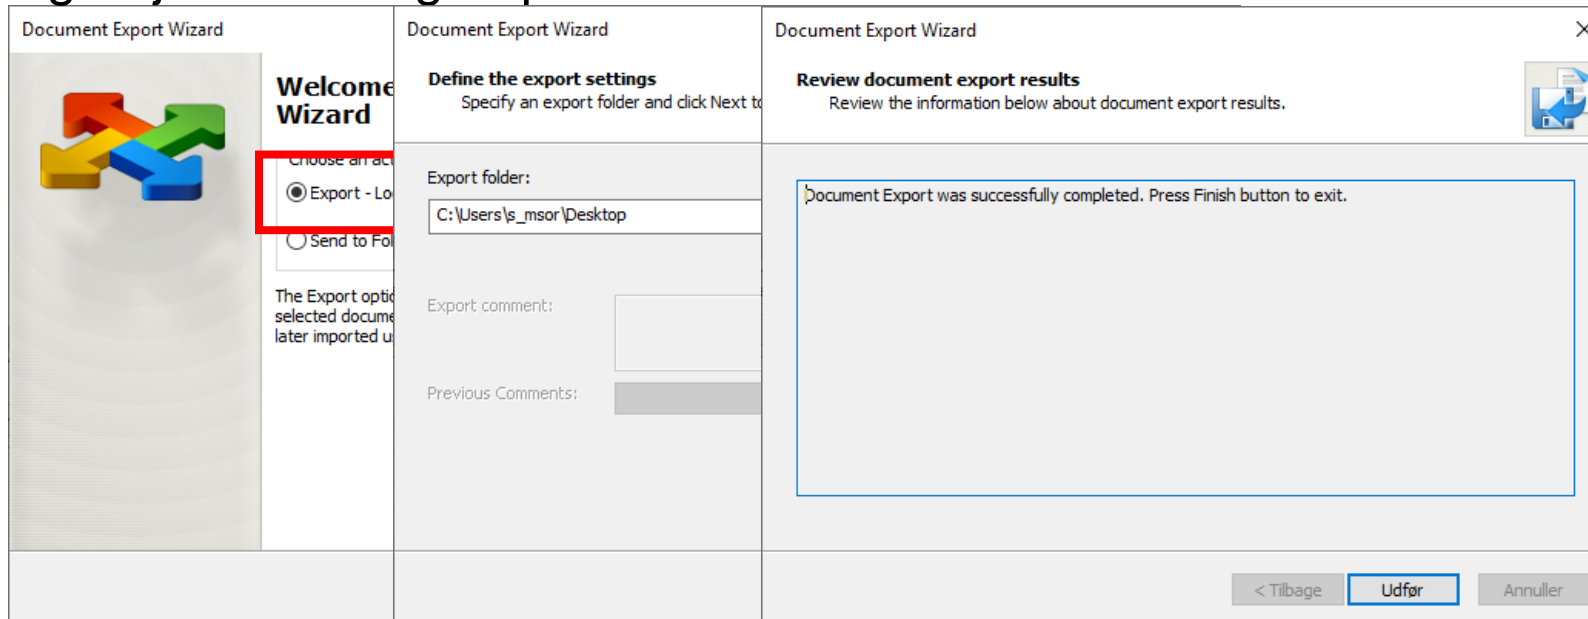 Document Export Wizard
Welcome
Wizard
Export - Lo
Send to Fol
The Export optio
selected docume
later imported u
Document Export Wizard
Define the export settings
Specify an export folder and click Next to
Export folder:
C:\Users\s_msor\Desktop
Export comment:
Previous Comments:
Document Export Wizard
Review document export results
Review the information below about document export results.
Document Export was successfully completed. Press Finish button to exit.
< Tilbage
Udfør
Annuller